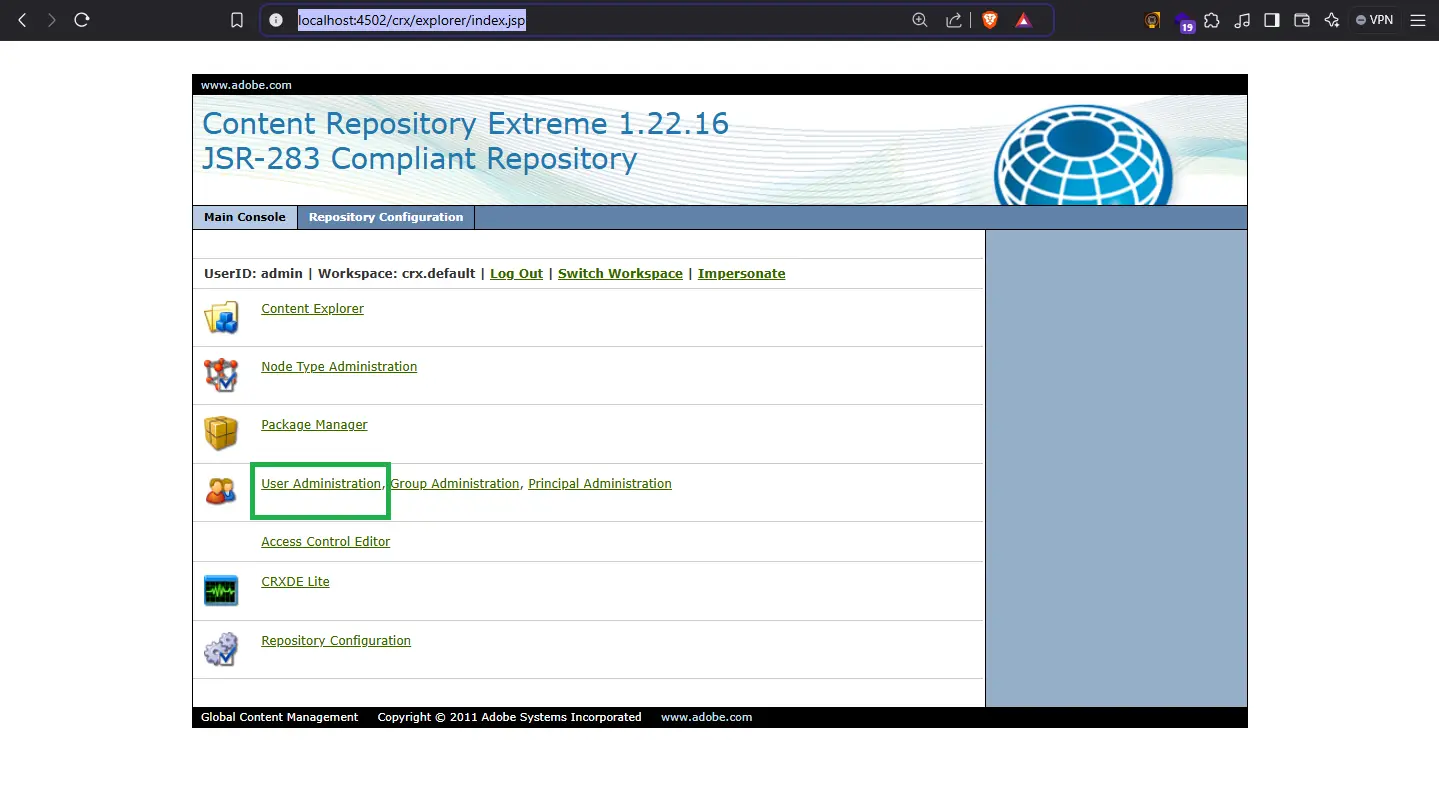 localhost:4502/crx/explorer/index.jsp
19
VPN
www.adobe.com
Content Repository Extreme 1.22.16
JSR-283 Compliant Repository
Main Console Repository Configuration
UserID: admin | Workspace: crx.default | Log Out | Switch Workspace | Impersonate
Content Explorer
Node Type Administration
Package Manager
User Administration, Group Administration, Principal Administration
Access Control Editor
CRXDE Lite
Repository Configuration
Global Content Management Copyright © 2011 Adobe Systems Incorporated www.adobe.com